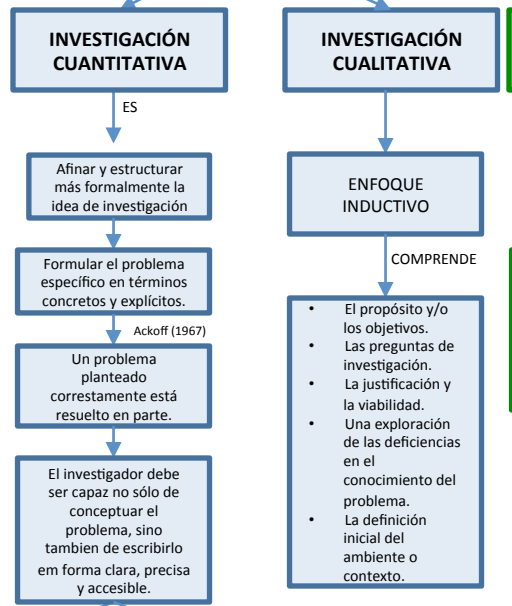 INVESTIGACIÓN
CUANTITATIVA
ES
Afinar y estructurar
más formalmente la
idea de investigación
Formular el problema
específico en términos
concretos y explícitos.
Ackoff (1967)
Un problema
planteado
correstamente está
resuelto en parte.
El investigador debe
ser capaz no sólo de
conceptuar el
problema, sino
tambien de escribirlo
em forma clara, precisa
y accesible.
INVESTIGACIÓN
CUALITATIVA
ENFOQUE
INDUCTIVO
COMPRENDE
• El propósito y/o
los objetivos.
• Las preguntas de
investigación.
• La justificación y
la viabilidad.
• Una exploración
de las deficiencias
en el
conocimiento del
problema.
• La definición
inicial del
ambiente o
contexto.